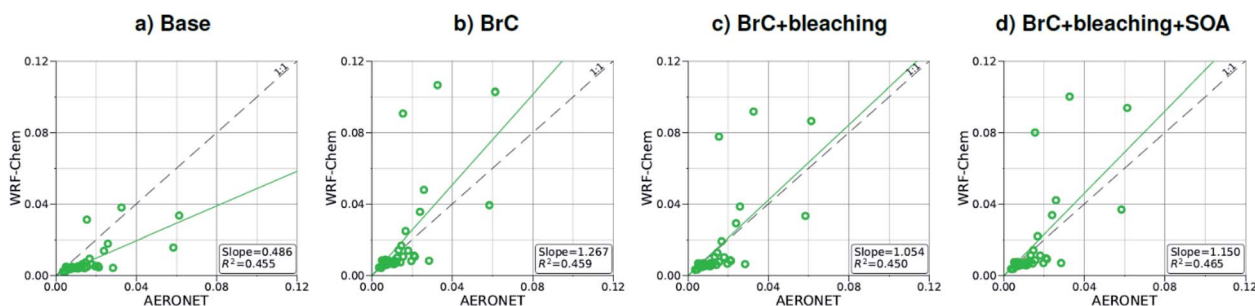 a) Base
b) BrC
c) BrC+bleaching
d) BrC+bleaching+SOA
0.12
0.08
0.04
0.00
WRF-Chem
1:1
Slope=0.486
R²=0.455
0.00
0.04
0.08
0.12
AERONET
0.12
0.08
0.04
0.00
WRF-Chem
1:1
Slope=1.267
R²=0.459
0.00
0.04
0.08
0.12
AERONET
0.12
0.08
0.04
0.00
WRF-Chem
1:1
Slope=1.054
R²=0.450
0.00
0.04
0.08
0.12
AERONET
0.12
0.08
0.04
0.00
WRF-Chem
1:1
Slope=1.150
R²=0.465
0.00
0.04
0.08
0.12
AERONET